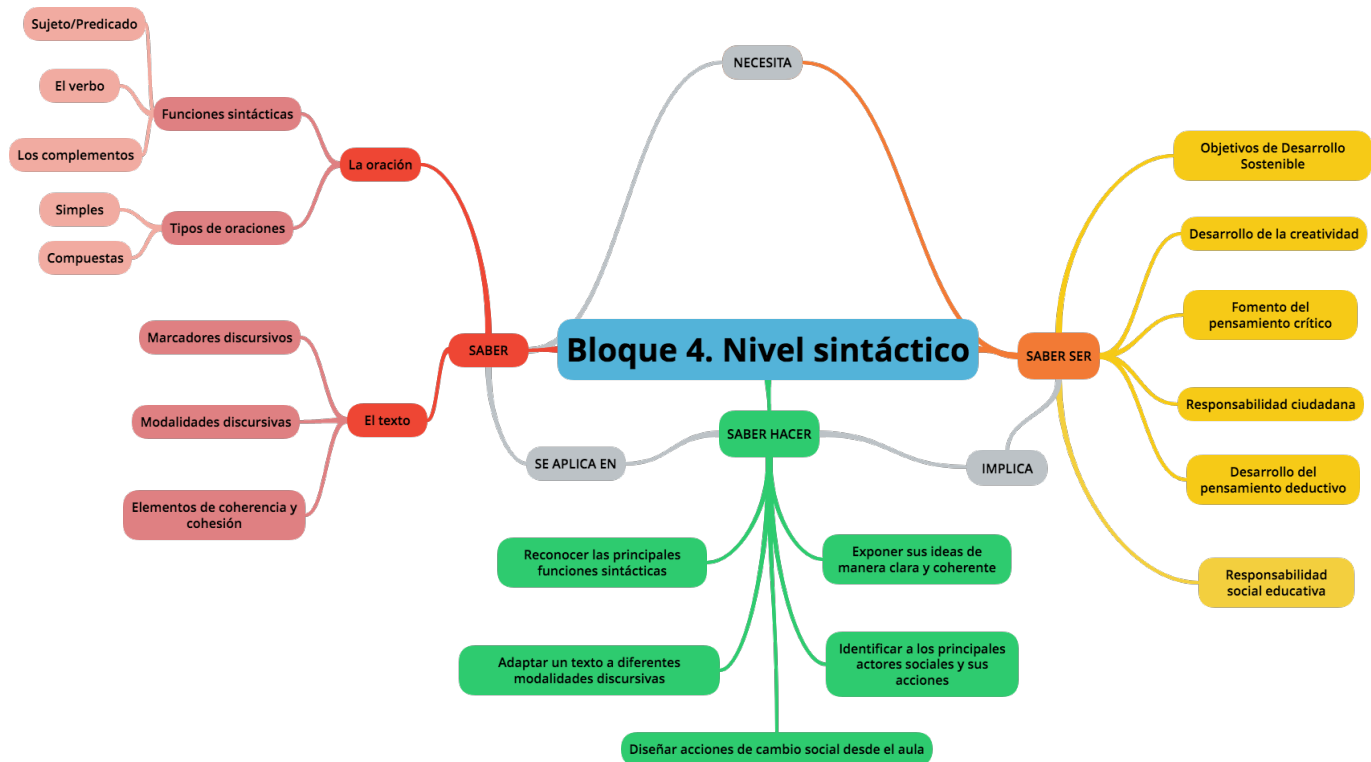 Sujeto/Predicado
El verbo
Los complementos
Funciones sintácticas
Simples
Compuestas
Tipos de oraciones
La oración
Marcadores discursivos
Modalidades discursivas
Elementos de coherencia y
cohesión
El texto
SABER
NECESITA
Bloque 4. Nivel sintáctico
SE APLICA EN
SABER HACER
IMPLICA
Reconocer las principales
funciones sintácticas
Exponer sus ideas de
manera clara y coherente
Adaptar un texto a diferentes
modalidades discursivas
Identificar a los principales
actores sociales y sus
acciones
Diseñar acciones de cambio social desde el aula
SABER SER
Objetivos de Desarrollo
Sostenible
Desarrollo de la creatividad
Fomento del
pensamiento crítico
Responsabilidad ciudadana
Desarrollo del
pensamiento deductivo
Responsabilidad
social educativa